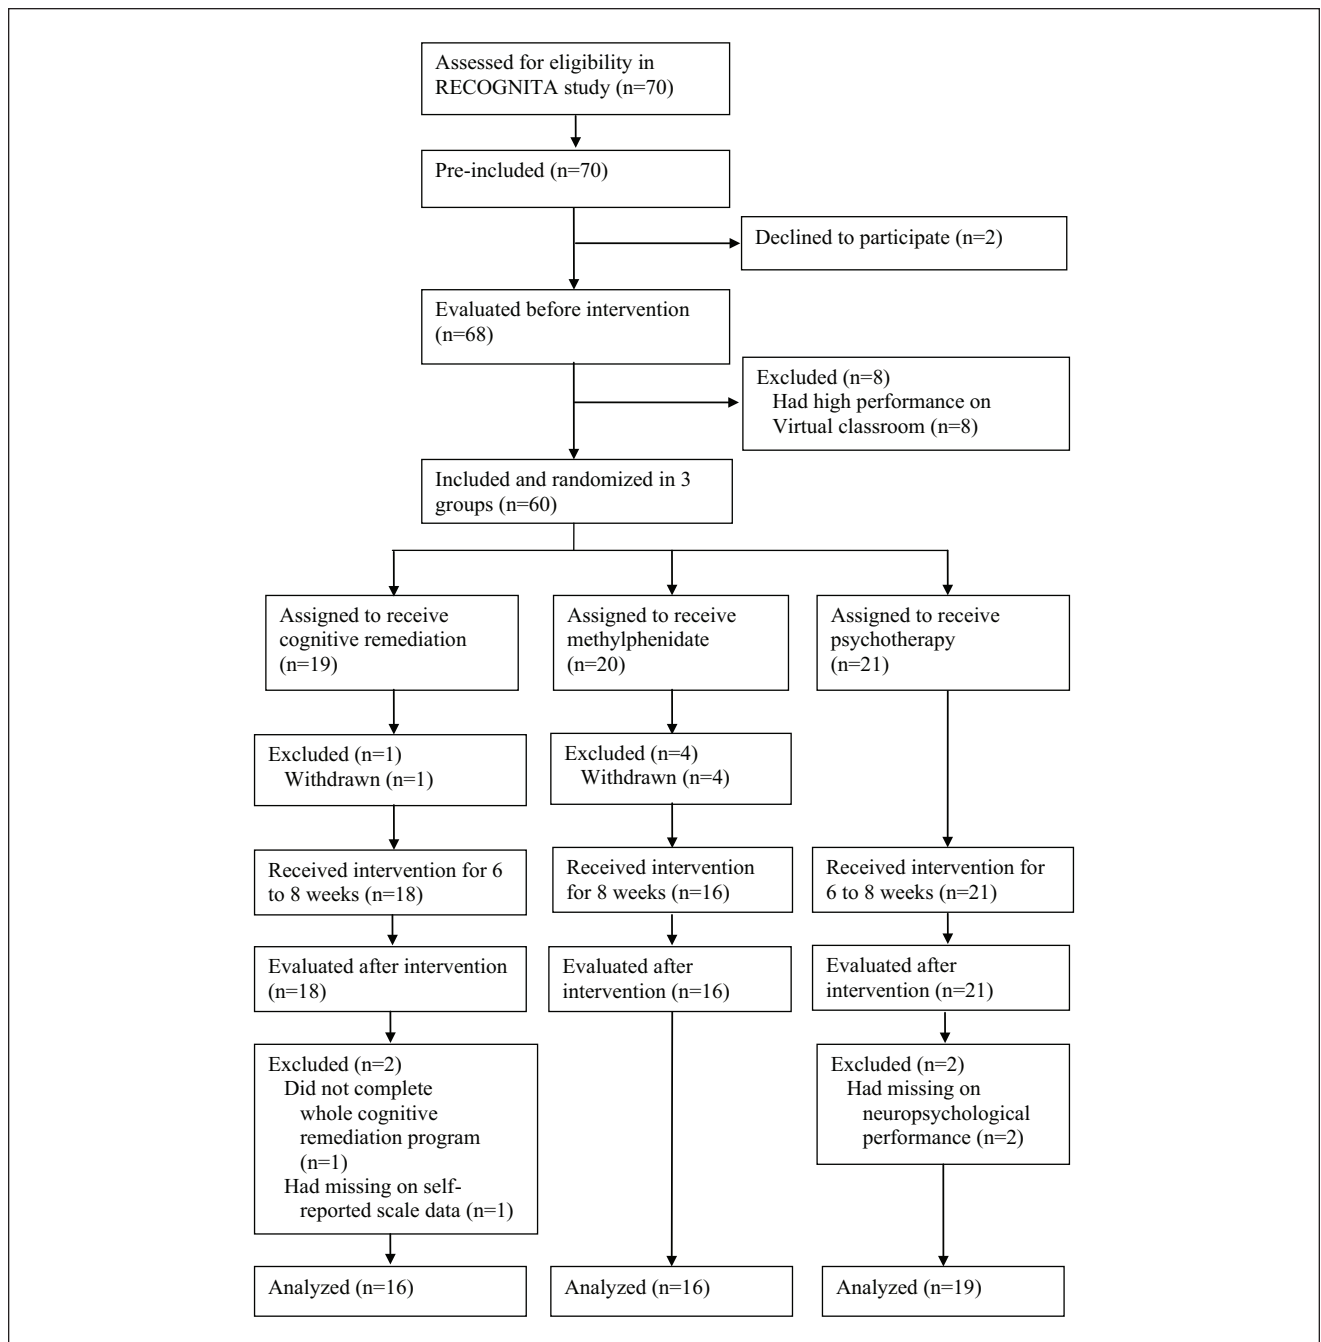 Assessed for eligibility in
RECOGNITA study (n=70)
Pre-included (n=70)
Declined to participate (n=2)
Evaluated before intervention
(n=68)
Excluded (n=8)
Had high performance on
Virtual classroom (n=8)
Included and randomized in 3
groups (n=60)
Assigned to receive
cognitive remediation
(n=19)
Assigned to receive
methylphenidate
(n=20)
Assigned to receive
psychotherapy
(n=21)
Excluded (n=1)
Withdrawn (n=1)
Excluded (n=4)
Withdrawn (n=4)
Received intervention for 6
to 8 weeks (n=18)
Received intervention
for 8 weeks (n=16)
Received intervention for
6 to 8 weeks (n=21)
Evaluated after intervention
(n=18)
Evaluated after
intervention (n=16)
Evaluated after
intervention (n=21)
Excluded (n=2)
Did not complete
whole cognitive
remediation program
(n=1)
Had missing on self-
reported scale data (n=1)
Excluded (n=2)
Had missing on
neuropsychological
performance (n=2)
Analyzed (n=16)
Analyzed (n=16)
Analyzed (n=19)